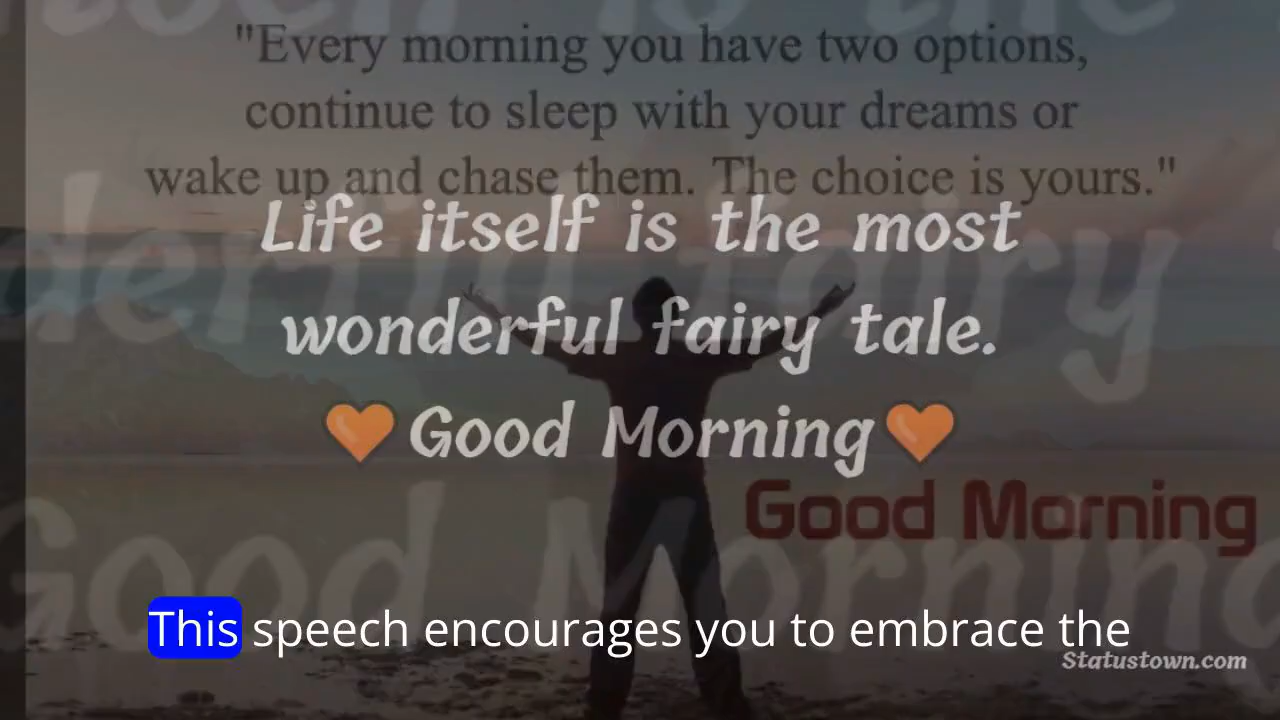 "Every morning you have two options,
continue to sleep with your dreams or
wake up and chase them. The choice is yours."
Life itself is the most
wonderful fairy tale.
🧡Good Morning🧡
Good Morning
This speech encourages you to embrace the
Statustown.com